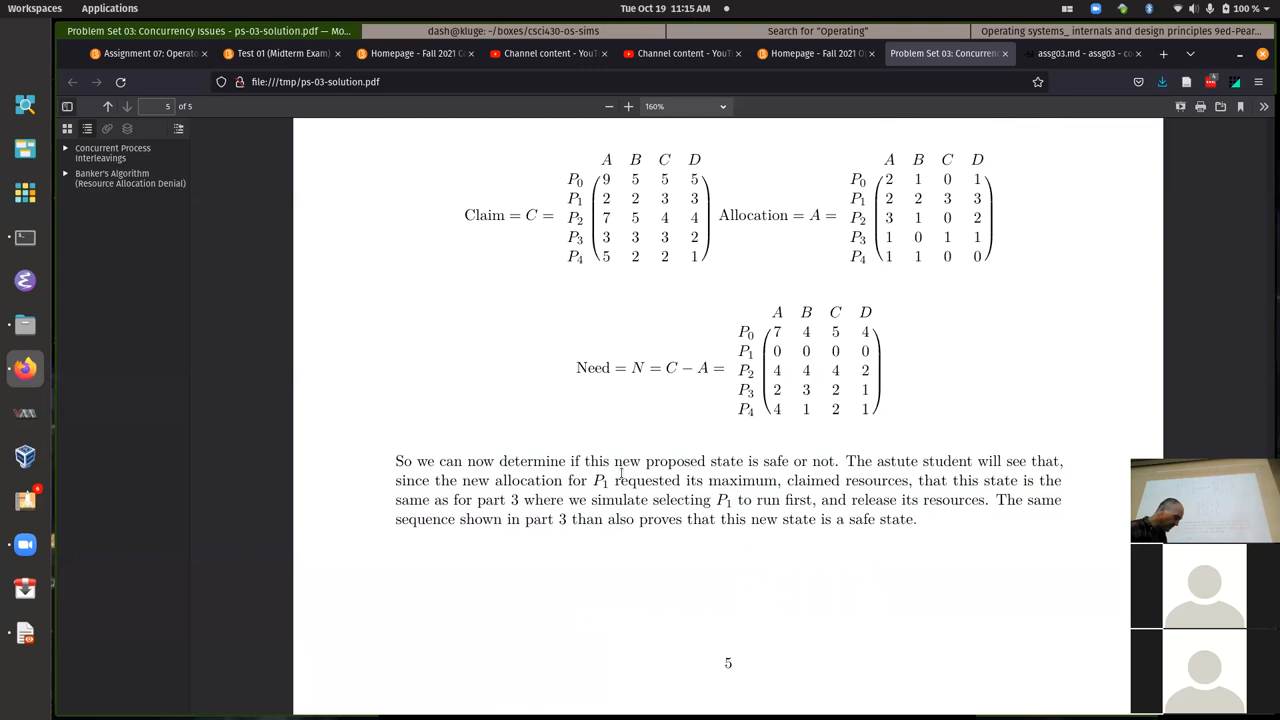 Workspaces Applications Tue Oct 19 11:15 AM 100 %
Problem Set 03: Concurrency Issues - ps-03-solution.pdf — Mo... dash@kluge: ~/boxes/csci430-os-sims Search for "Operating" Operating systems_ internals and design principles 9ed-Pear...
Assignment 07: Operato Test 01 (Midterm Exam) Homepage - Fall 2021 Channel content - YouT Channel content - YouT Homepage - Fall 2021 O Problem Set 03: Concurrenc assg03.md - assg03 - co
file:///tmp/ps-03-solution.pdf
5 of 5 160%
Concurrent Process
Interleavings
Banker's Algorithm
(Resource Allocation Denial)
A B C D
P0 9 5 5 5
P1 2 2 3 3
Claim = C = P2 7 5 4 4
P3 3 3 3 2
P4 5 2 2 1
A B C D
P0 2 1 0 1
P1 2 2 3 3
Allocation = A = P2 3 1 0 2
P3 1 0 1 1
P4 1 1 0 0
A B C D
P0 7 4 5 4
P1 0 0 0 0
Need = N = C − A = P2 4 4 4 2
P3 2 3 2 1
P4 4 1 2 1
So we can now determine if this new proposed state is safe or not. The astute student will see that,
since the new allocation for P1 requested its maximum, claimed resources, that this state is the
same as for part 3 where we simulate selecting P1 to run first, and release its resources. The same
sequence shown in part 3 than also proves that this new state is a safe state.
5